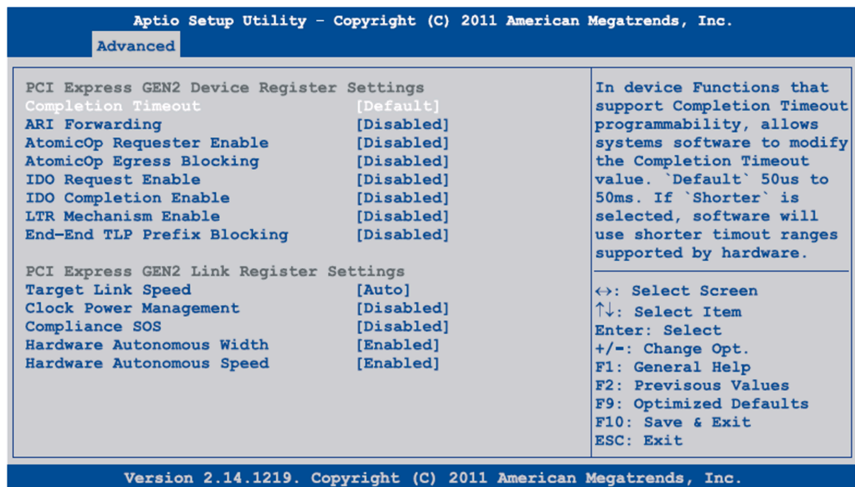 Aptio Setup Utility – Copyright (C) 2011 American Megatrends, Inc.
Advanced
PCI Express GEN2 Device Register Settings
Completion Timeout [Default]
ARI Forwarding [Disabled]
AtomicOp Requester Enable [Disabled]
AtomicOp Egress Blocking [Disabled]
IDO Request Enable [Disabled]
IDO Completion Enable [Disabled]
LTR Mechanism Enable [Disabled]
End-End TLP Prefix Blocking [Disabled]
PCI Express GEN2 Link Register Settings
Target Link Speed [Auto]
Clock Power Management [Disabled]
Compliance SOS [Disabled]
Hardware Autonomous Width [Enabled]
Hardware Autonomous Speed [Enabled]
In device Functions that
support Completion Timeout
programmability, allows
systems software to modify
the Completion Timeout
value. `Default` 50us to
50ms. If `Shorter` is
selected, software will
use shorter timout ranges
supported by hardware.
↔: Select Screen
↑↓: Select Item
Enter: Select
+/-: Change Opt.
F1: General Help
F2: Previsous Values
F9: Optimized Defaults
F10: Save & Exit
ESC: Exit
Version 2.14.1219. Copyright (C) 2011 American Megatrends, Inc.